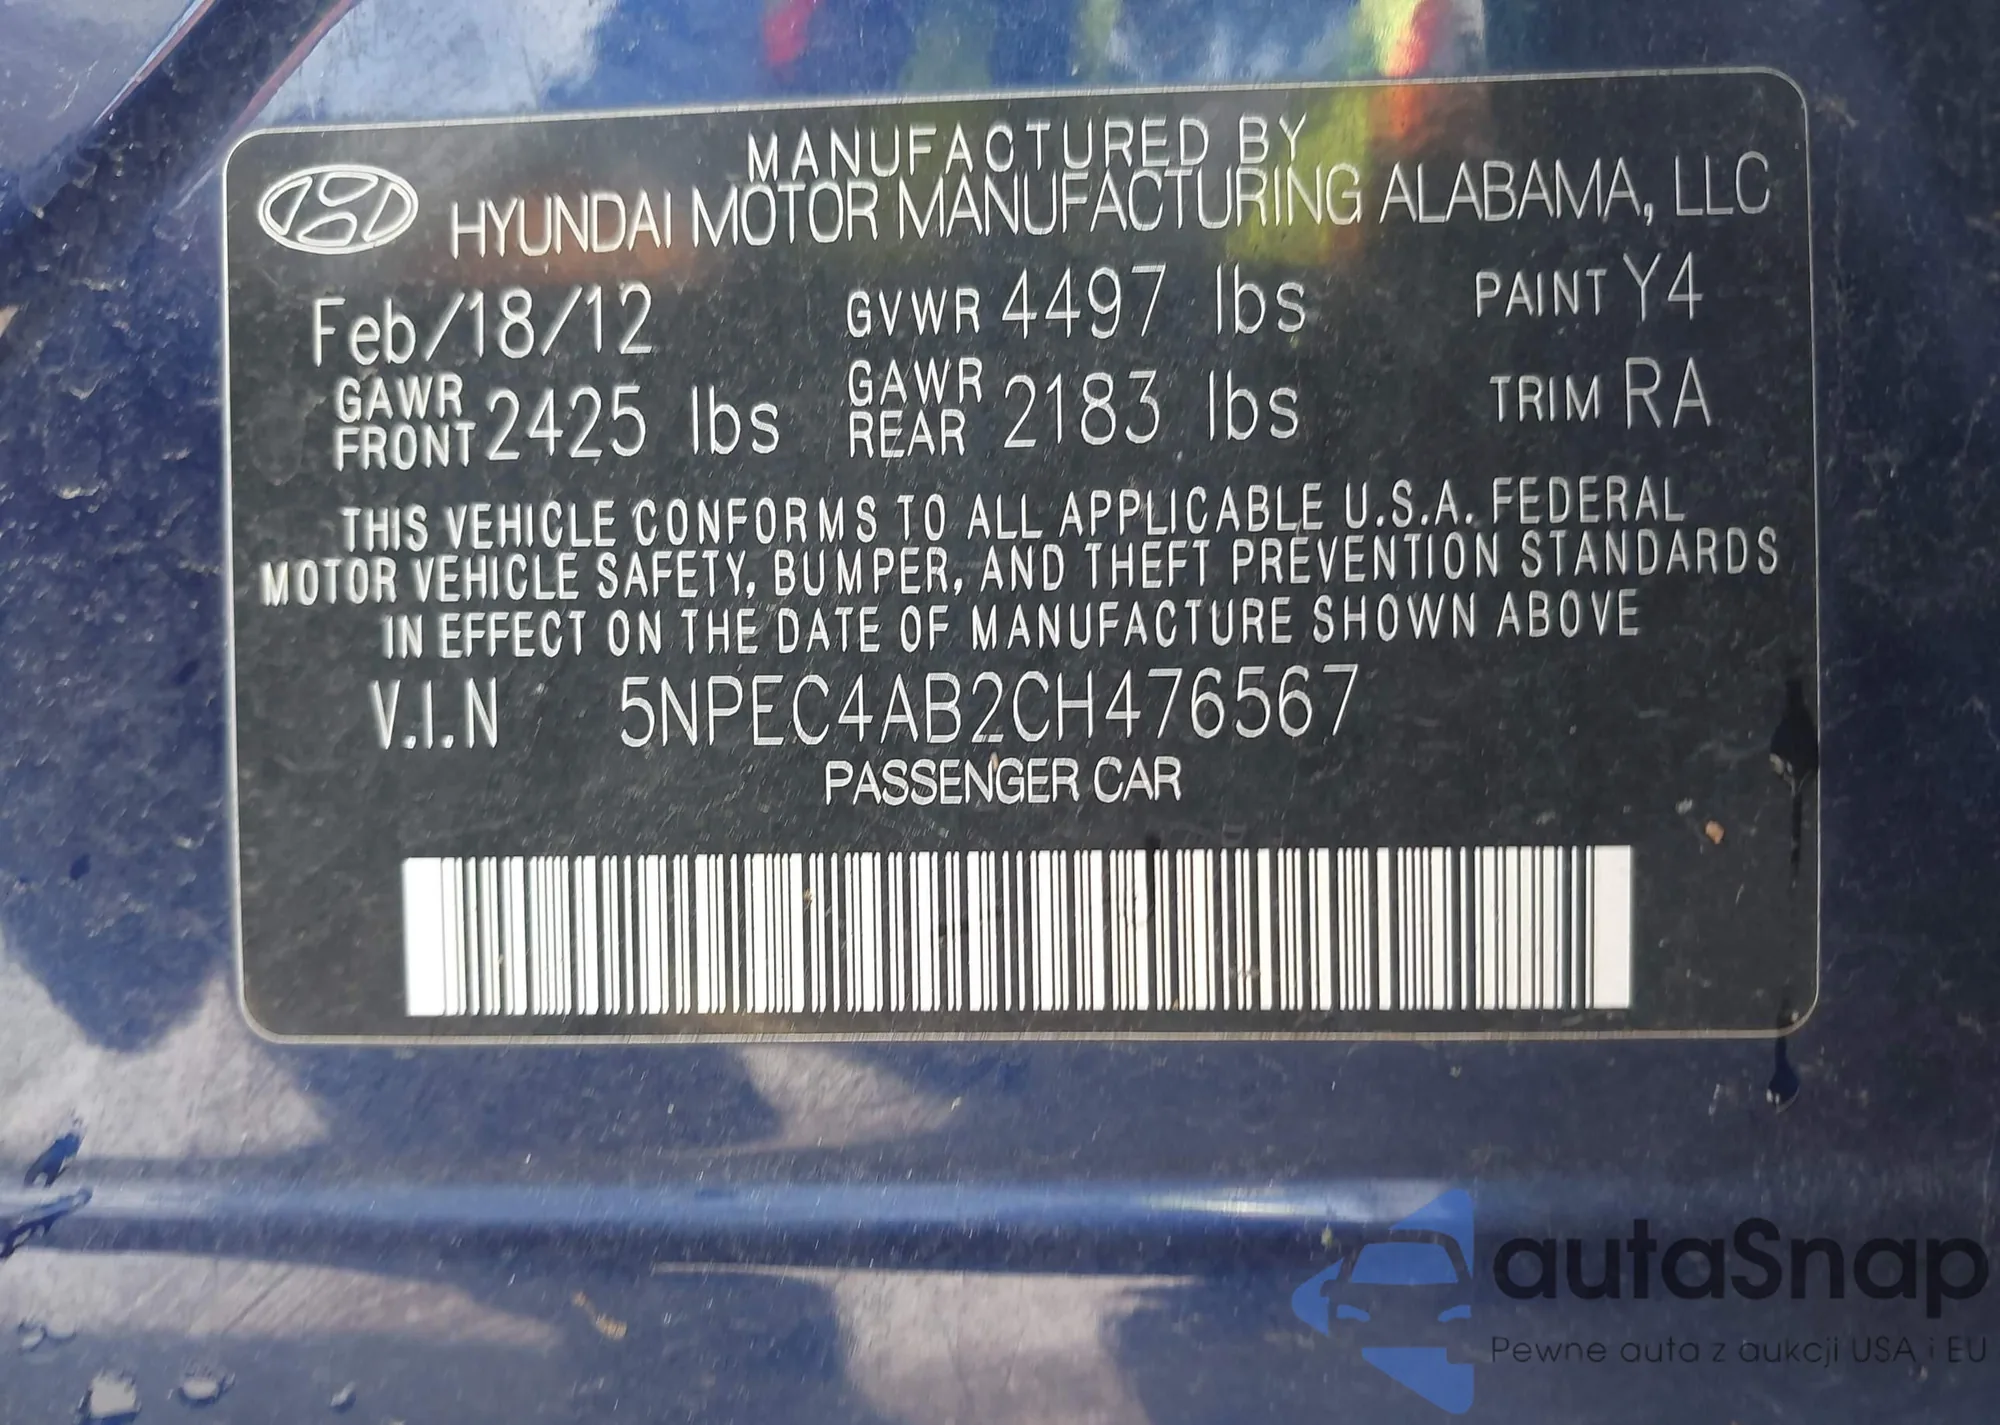 MANUFACTURED BY
HYUNDAI MOTOR MANUFACTURING ALABAMA, LLC
Feb/18/12 GVWR 4497 lbs PAINT Y4
GAWR FRONT 2425 lbs GAWR REAR 2183 lbs TRIM RA
THIS VEHICLE CONFORMS TO ALL APPLICABLE U.S.A. FEDERAL
MOTOR VEHICLE SAFETY, BUMPER, AND THEFT PREVENTION STANDARDS
IN EFFECT ON THE DATE OF MANUFACTURE SHOWN ABOVE
V.I.N 5NPEC4AB2CH476567
PASSENGER CAR
autaSnap
Pewne auta z aukcji USA i EU